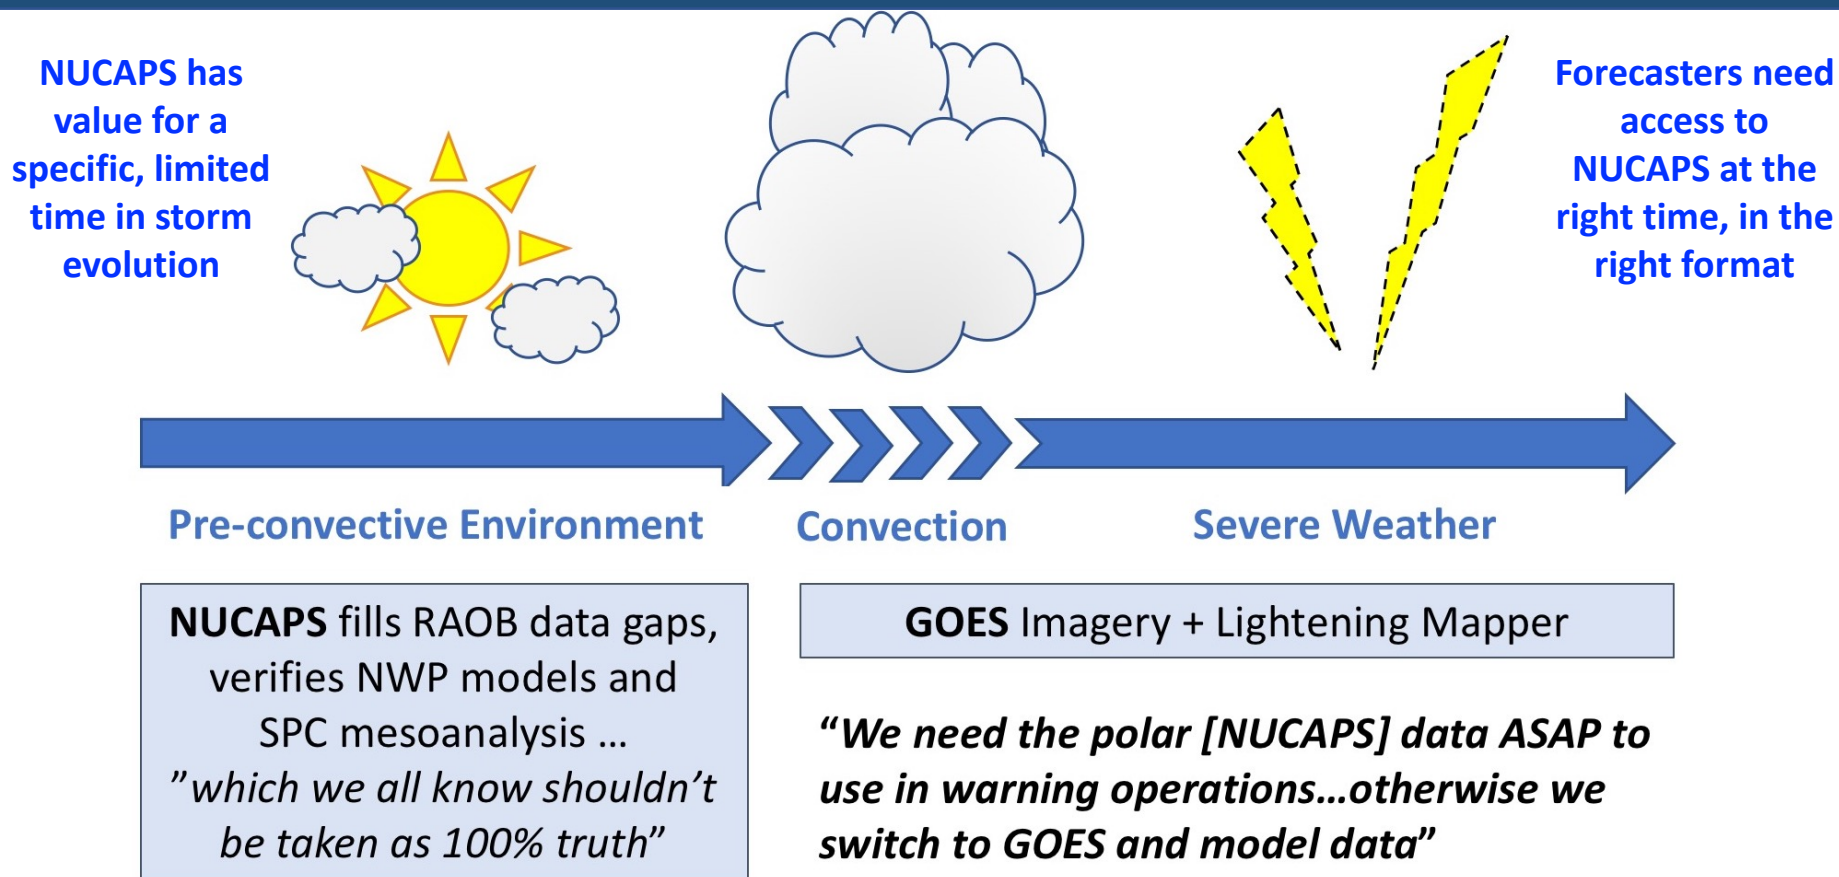 NUCAPS has
value for a
specific, limited
time in storm
evolution
Forecasters need
access to
NUCAPS at the
right time, in the
right format
Pre-convective Environment
Convection
Severe Weather
NUCAPS fills RAOB data gaps,
verifies NWP models and
SPC mesoanalysis …
”which we all know shouldn’t
be taken as 100% truth”
GOES Imagery + Lightening Mapper
“We need the polar [NUCAPS] data ASAP to
use in warning operations…otherwise we
switch to GOES and model data”